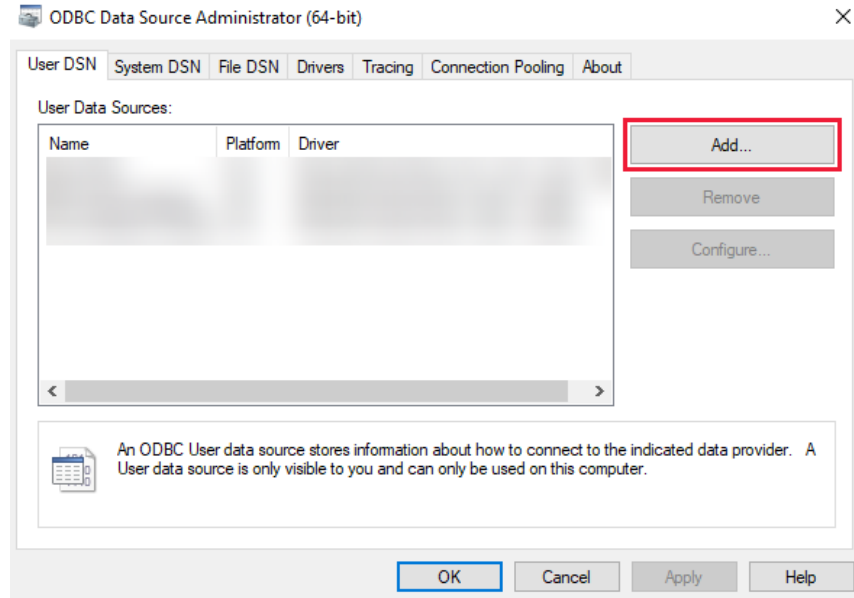 ODBC Data Source Administrator (64-bit)
User DSN System DSN File DSN Drivers Tracing Connection Pooling About
User Data Sources:
Name Platform Driver
Add...
Remove
Configure...
An ODBC User data source stores information about how to connect to the indicated data provider. A
User data source is only visible to you and can only be used on this computer.
OK Cancel Apply Help